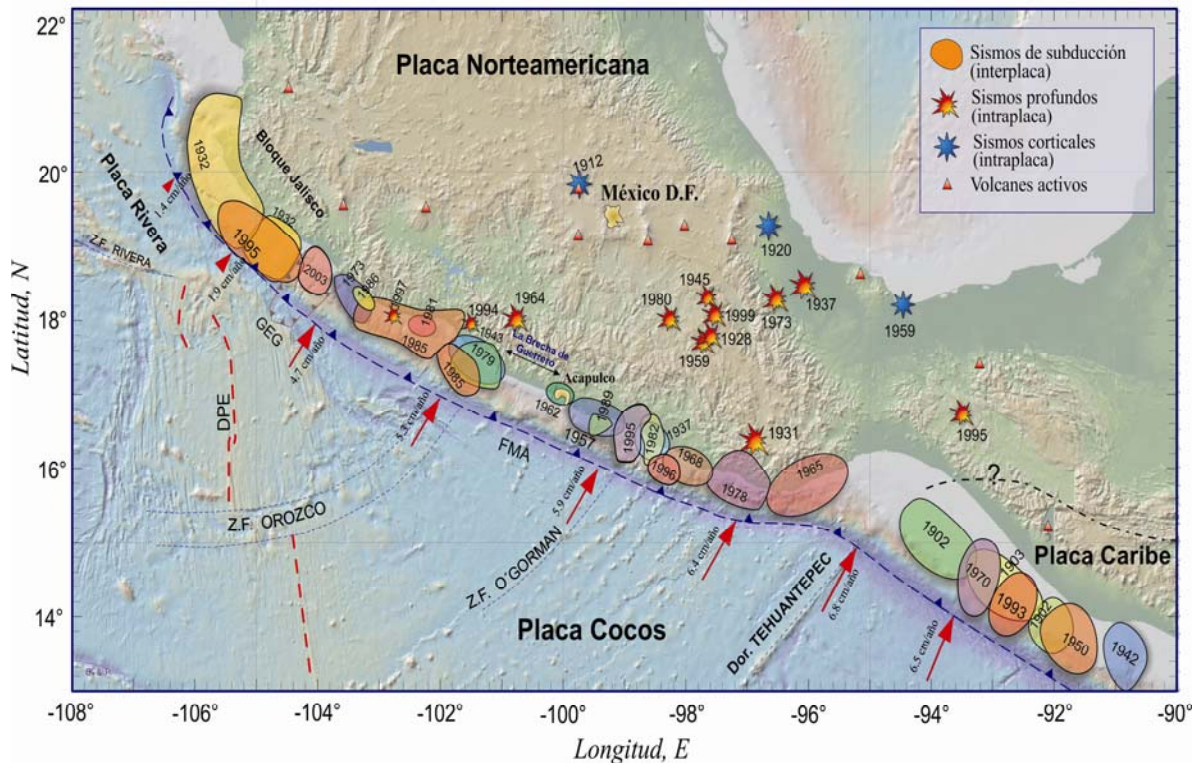 22°
20°
18°
16°
14°
Latitud, N
-108
-106°
-104°
-102°
-100°
-98°
-96°
-94°
-92°
-90°
Longitud, E
Placa Norteamericana
Sismos de subducción
(interplaca)
Sismos profundos
(intraplaca)
Sismos corticales
(intraplaca)
Volcanes activos
Placa Rivera
Bloque Jalisco
1932
1.4 cm/año
1912
México D.F.
1920
Z.F. RIVERA
1995
1932
1.9 cm/año
2003
1973
1986
1997
1981
1985
1994
1943
1964
1979
1985
La Brecha de
Guerrero
Acapulco
1980
1945
1999
1928
1959
1973
1937
1959
GEG
4.7 cm/año
DPE
5.3 cm/año
FMA
1962
1957
1989
1995
1982
1937
1996
1968
1931
1978
1965
1995
?
Z.F. OROZCO
Z.F. O'GORMAN
5.9 cm/año
6.4 cm/año
Dor. TEHUANTEPEC
6.8 cm/año
Placa Cocos
Placa Caribe
1902
1970
1903
1993
1902
1950
1942
6.5 cm/año